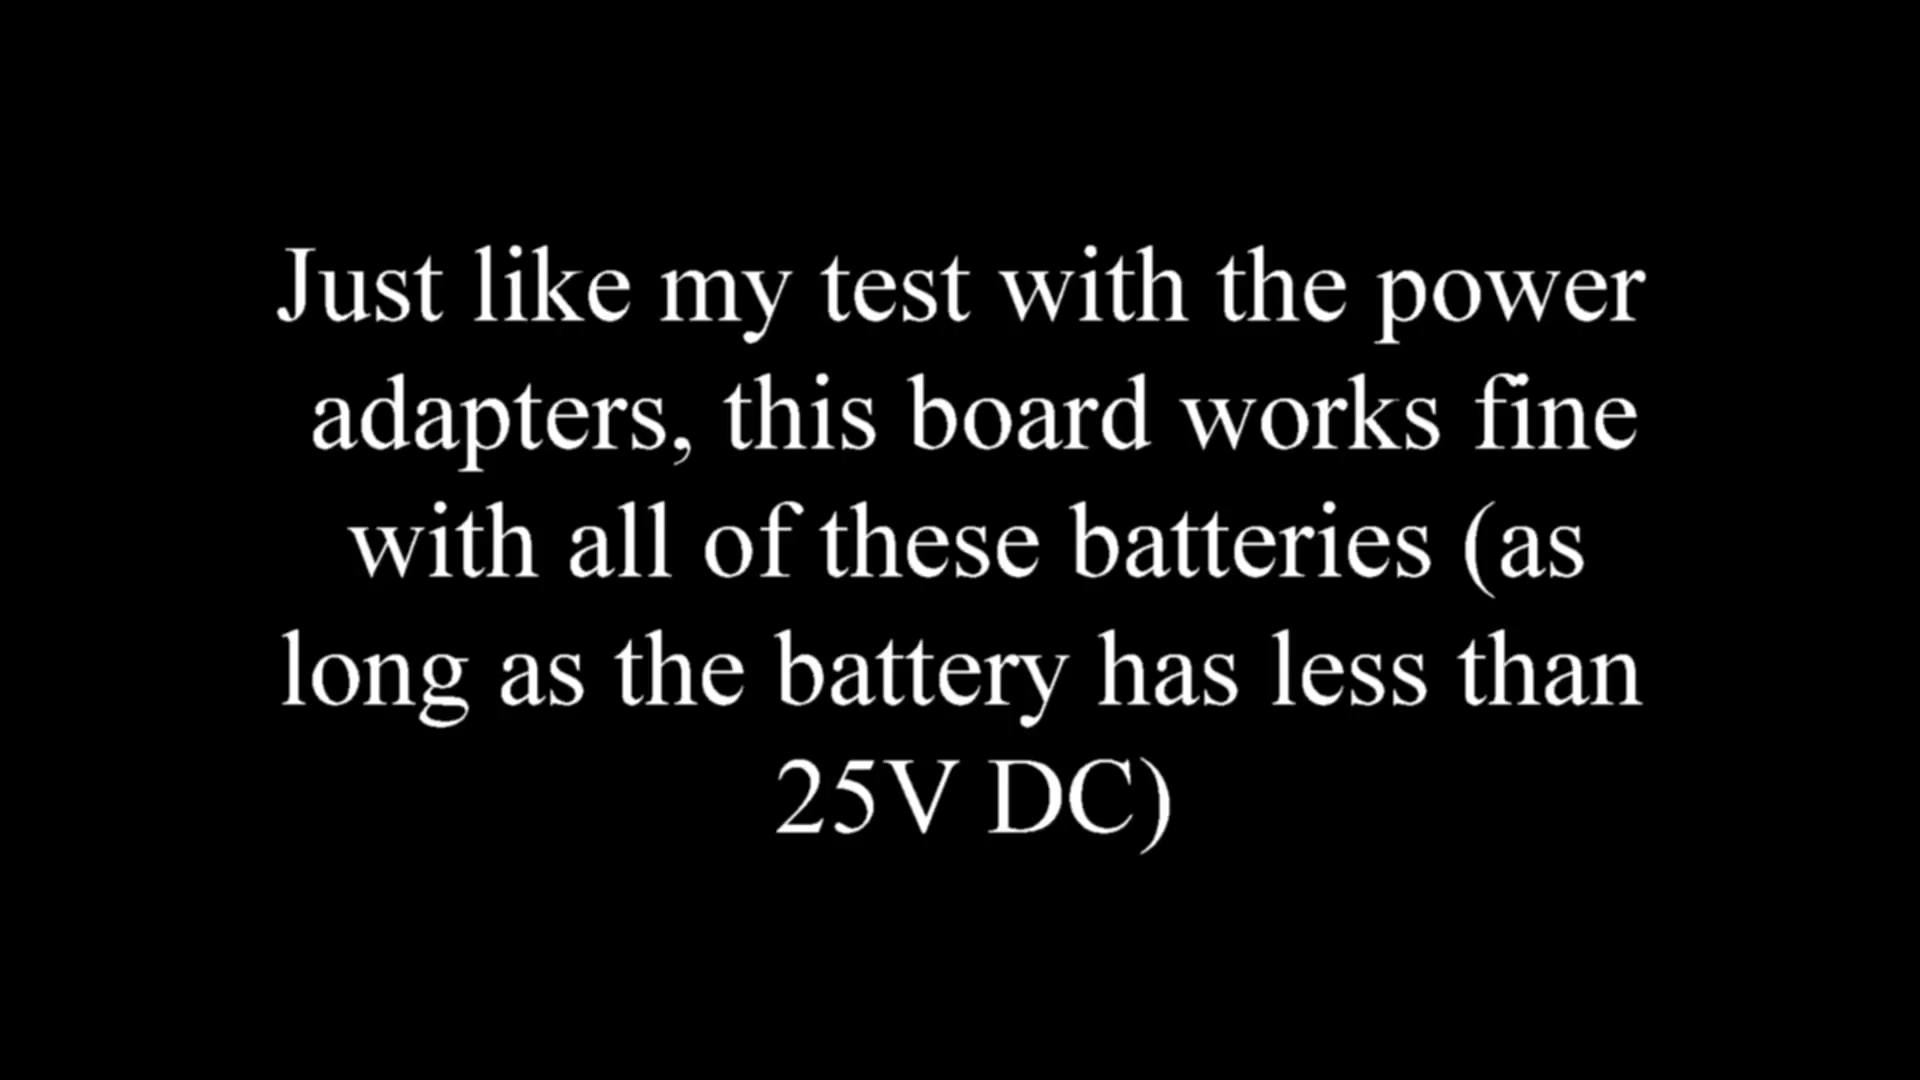 Just like my test with the power
adapters, this board works fine
with all of these batteries (as
long as the battery has less than
25V DC)